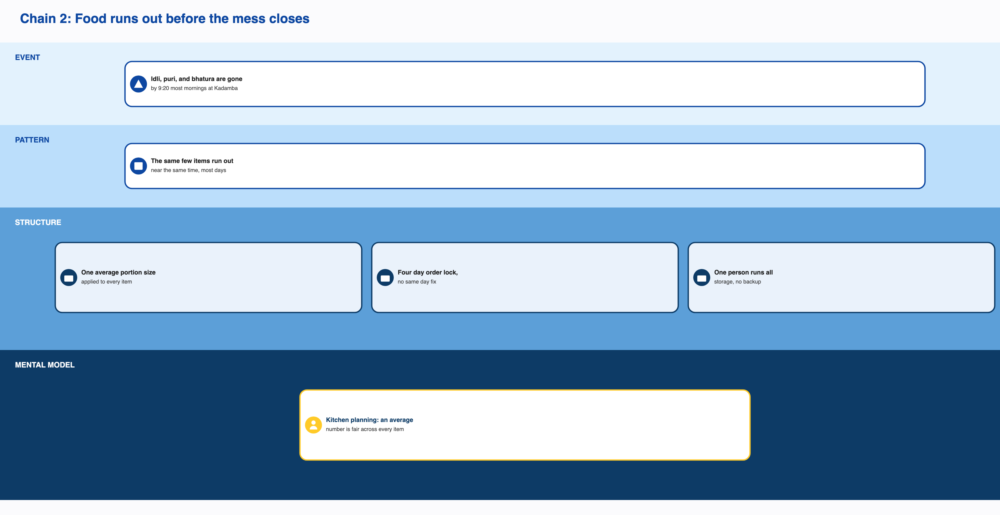 Chain 2: Food runs out before the mess closes
EVENT
Idli, puri, and bhatura are gone
by 9:20 most mornings at Kadamba
PATTERN
The same few items run out
near the same time, most days
STRUCTURE
One average portion size
applied to every item
Four day order lock,
no same day fix
One person runs all
storage, no backup
MENTAL MODEL
Kitchen planning: an average
number is fair across every item